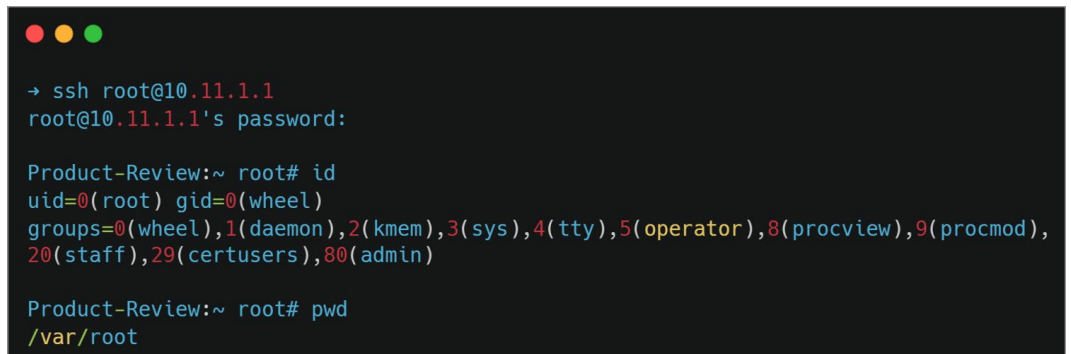 → ssh root@10.11.1.1
root@10.11.1.1's password:
Product-Review:~ root# id
uid=0(root) gid=0(wheel)
groups=0(wheel),1(daemon),2(kmem),3(sys),4(tty),5(operator),8(procview),9(procmod),
20(staff),29(certusers),80(admin)
Product-Review:~ root# pwd
/var/root